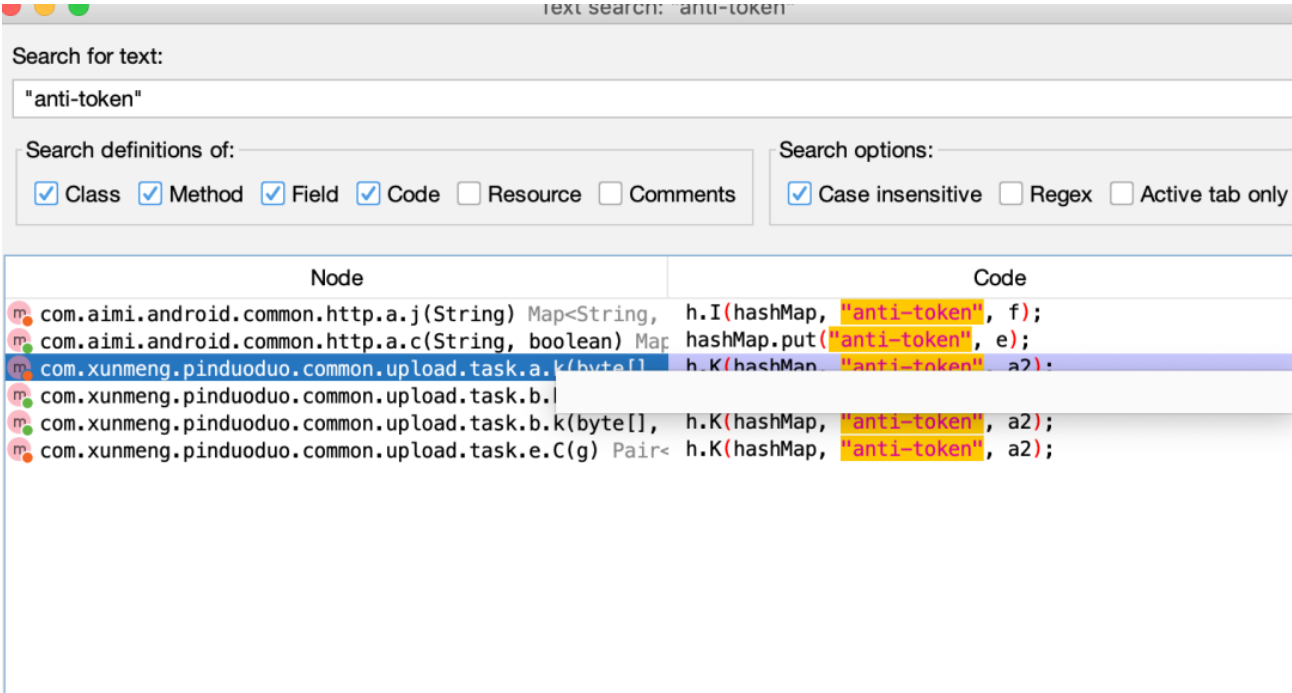 Text search: "anti-token"
Search for text:
"anti-token"
Search definitions of:
Search options:
Class Method Field Code Resource Comments
Case insensitive Regex Active tab only
Node Code
com.aimi.android.common.http.a.j(String) Map<String, h.I(hashMap, "anti-token", f);
com.aimi.android.common.http.a.c(String, boolean) Map hashMap.put("anti-token", e);
com.xunmeng.pinduoduo.common.upload.task.a.k(byte[] h.K(hashMap, "anti-token", a2);
com.xunmeng.pinduoduo.common.upload.task.b.
com.xunmeng.pinduoduo.common.upload.task.b.k(byte[], h.K(hashMap, "anti-token", a2);
com.xunmeng.pinduoduo.common.upload.task.e.C(g) Pair< h.K(hashMap, "anti-token", a2);